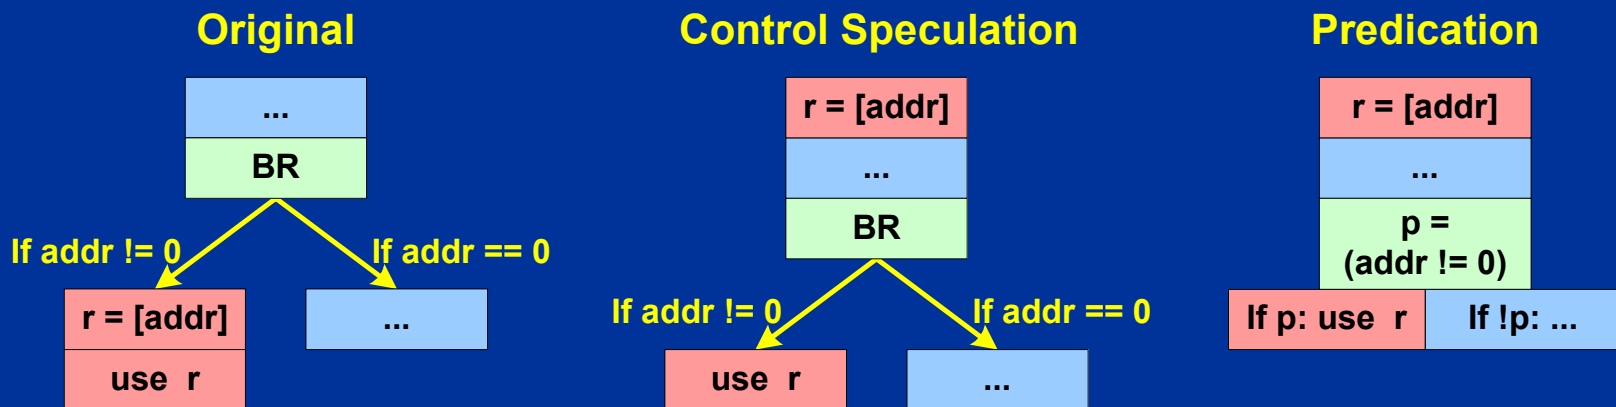 Original
...
BR
If addr != 0
If addr == 0
r = [addr]
use r
...
Control Speculation
r = [addr]
...
BR
If addr != 0
If addr == 0
use r
...
Predication
r = [addr]
...
p =
(addr != 0)
If p: use r
If !p: ...